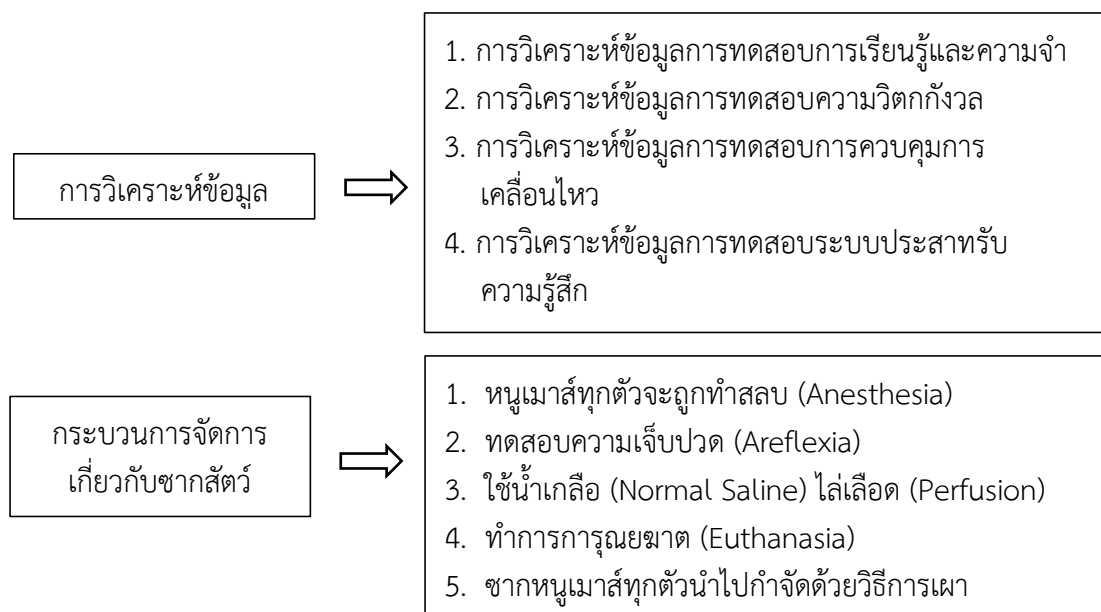 การวิเคราะห์ข้อมูล
1. การวิเคราะห์ข้อมูลการทดสอบการเรียนรู้และความจำ
2. การวิเคราะห์ข้อมูลการทดสอบความวิตกกังวล
3. การวิเคราะห์ข้อมูลการทดสอบการควบคุมการ
เคลื่อนไหว
4. การวิเคราะห์ข้อมูลการทดสอบระบบประสาทรับ
ความรู้สึก
กระบวนการจัดการ
เกี่ยวกับซากสัตว์
1. หนูเมาส์ทุกตัวจะถูกทำสลบ (Anesthesia)
2. ทดสอบความเจ็บปวด (Areflexia)
3. ใช้น้ำเกลือ (Normal Saline) ไล่เลือด (Perfusion)
4. ทำการการุณยฆาต (Euthanasia)
5. ซากหนูเมาส์ทุกตัวนำไปกำจัดด้วยวิธีการเผา